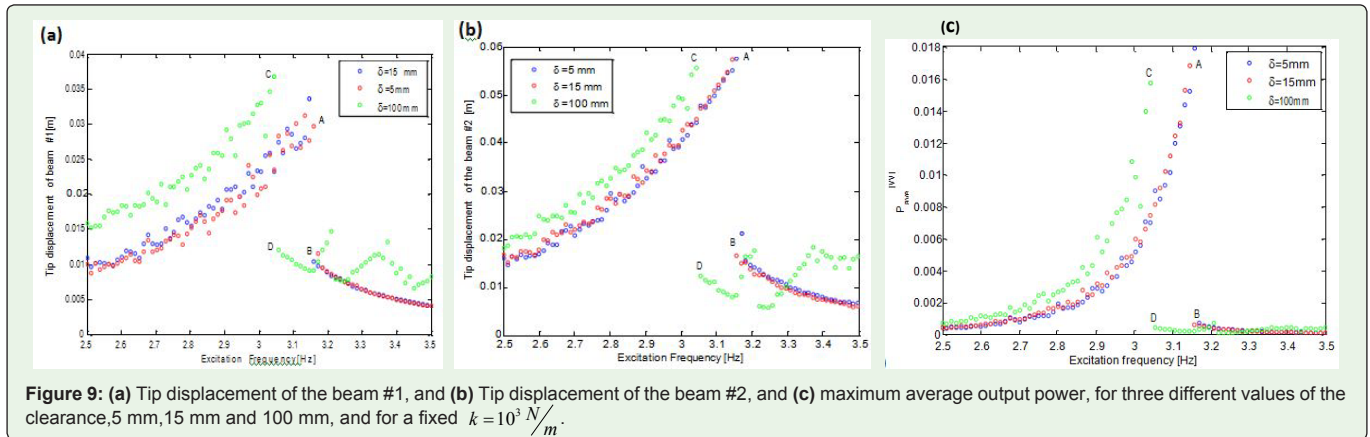 (a)
0.04
0.035
0.03
0.025
0.02
0.015
0.01
0.005
0
Tip displacement of beam #1[m]
C
A
D
B
δ=15 mm
δ=5mm
δ=100mm
2.5 2.6 2.7 2.8 2.9 3 3.1 3.2 3.3 3.4 3.5
Excitation Frequency[Hz]
(b)
0.06
0.05
0.04
0.03
0.02
0.01
0
Tip displacement of the beam #2 [m]
δ=5 mm
δ=15 mm
δ=100 mm
C
A
B
D
2.5 2.6 2.7 2.8 2.9 3 3.1 3.2 3.3 3.4 3.5
Excitation Frequency[Hz]
(c)
0.018
0.016
0.014
0.012
0.01
0.008
0.006
0.004
0.002
0
C
A
D
B
δ=5mm
δ=15mm
δ=100mm
2.5 2.6 2.7 2.8 2.9 3 3.1 3.2 3.3 3.4 3.5
Excitation frequency [Hz]
Figure 9: (a) Tip displacement of the beam #1, and (b) Tip displacement of the beam #2, and (c) maximum average output power, for three different values of the
clearance,5 mm,15 mm and 100 mm, and for a fixed k = 10³ N/m.